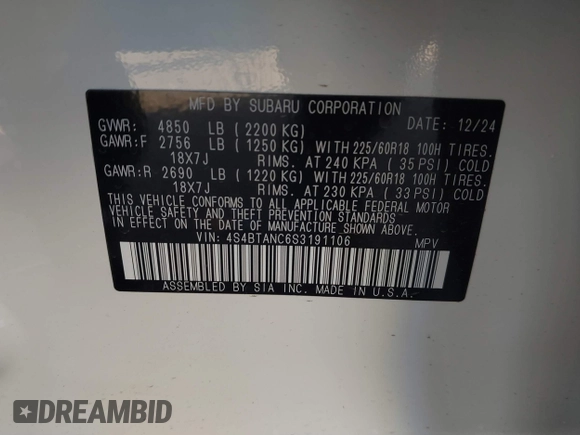 MFD BY SUBARU CORPORATION 12/24
GVWR: 4850 LB (2200 KG)
GAWR:F 2756 LB (1250 KG) WITH 225/60R18 100H TIRES.
18X7J RIMS. AT 240 KPA (35 PSI) COLD
GAWR:R 2690 LB (1220 KG) WITH 225/60R18 100H TIRES.
18X7J RIMS. AT 230 KPA (33 PSI) COLD
THIS VEHICLE CONFORMS TO ALL APPLICABLE FEDERAL MOTOR
VEHICLE SAFETY AND THEFT PREVENTION STANDARDS
IN EFFECT ON THE DATE OF MANUFACTURE SHOWN ABOVE.
VIN: 4S4BTANC6S3191106 MPV
ASSEMBLED BY SIA INC. MADE IN U.S.A.
DREAMBID